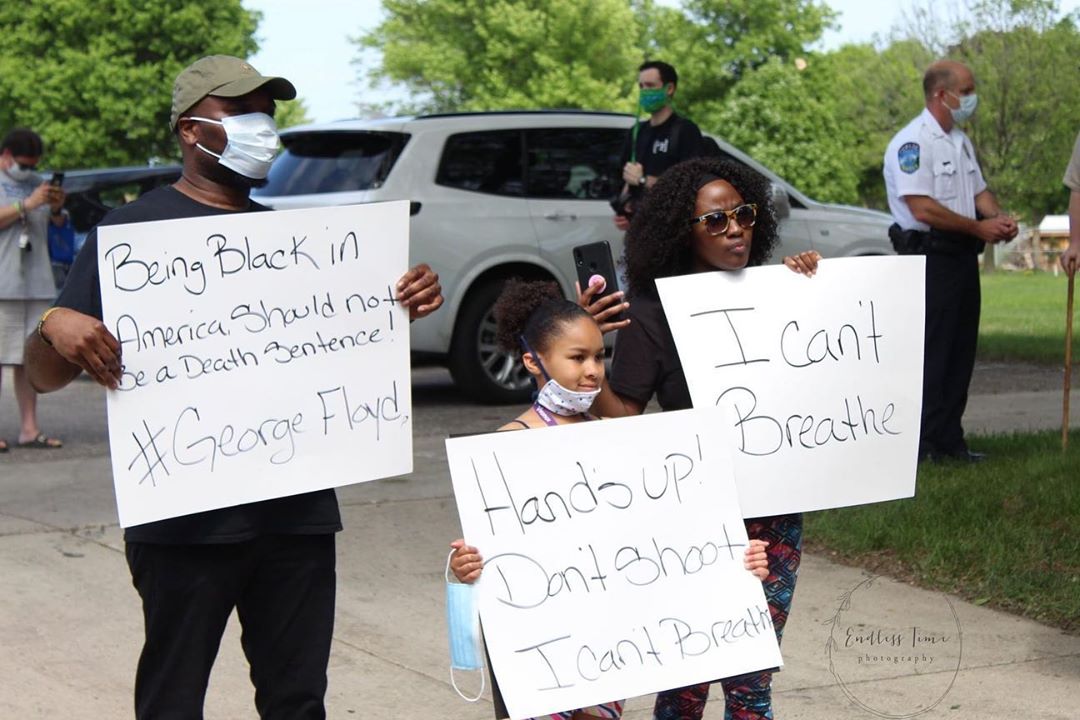 Being Black in
America. Should not
Be a Death Sentence!
#George Floyd.
Hand's up!
Don't Shoot
I can't Breath
I can't
Breathe
Endless Time
photography